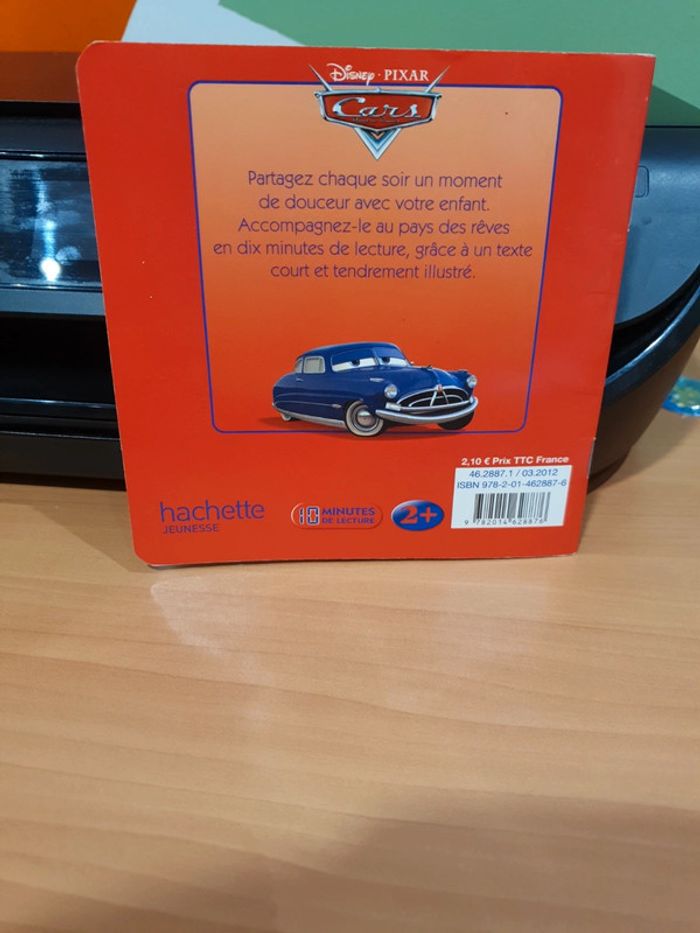 Disney · PIXAR
Cars
Partagez chaque soir un moment
de douceur avec votre enfant.
Accompagnez-le au pays des rêves
en dix minutes de lecture, grâce à un texte
court et tendrement illustré.
2,10 € Prix TTC France
46.2887.1 / 03.2012
ISBN 978-2-01-462887-6
9 782014 628876
hachette
JEUNESSE
10 MINUTES
DE LECTURE
2+